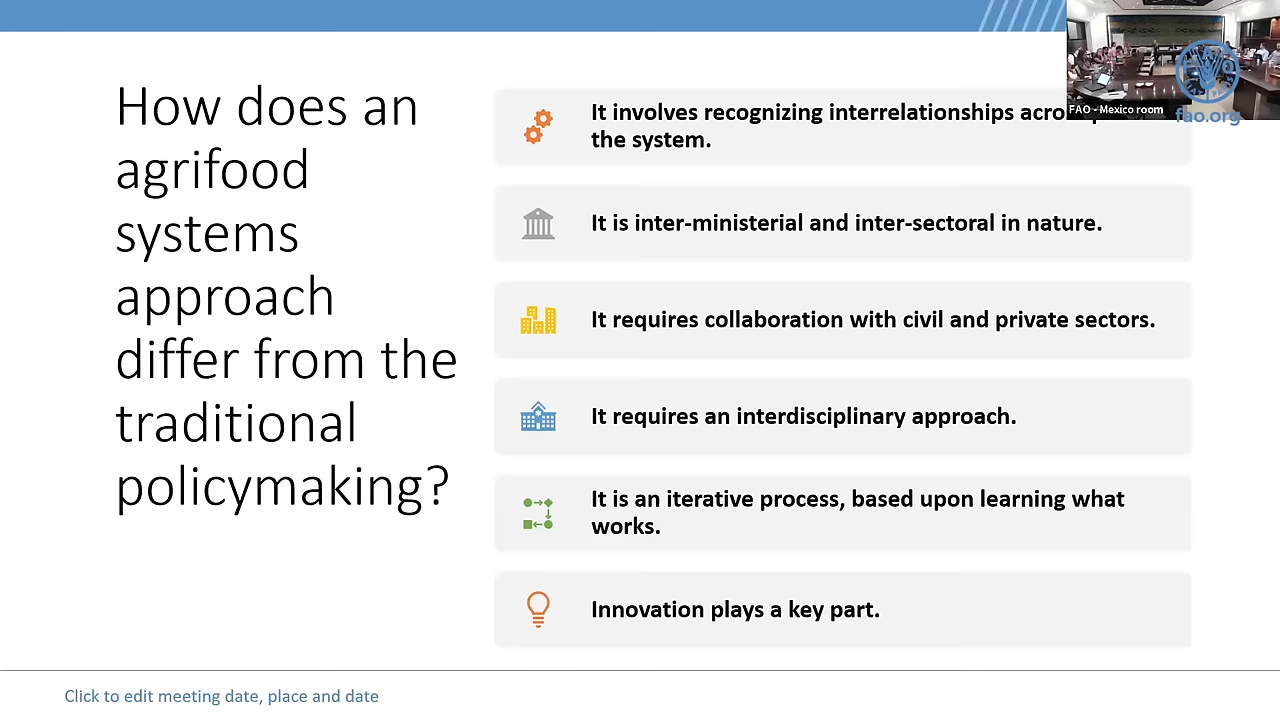 How does an
agrifood
systems
approach
differ from the
traditional
policymaking?
It involves recognizing interrelationships
the system.
It is inter-ministerial and inter-sectoral in nature.
It requires collaboration with civil and private sectors.
It requires an interdisciplinary approach.
It is an iterative process, based upon learning what
works.
Innovation plays a key part.
FAO - Mexico room
fao.org
Click to edit meeting date, place and date